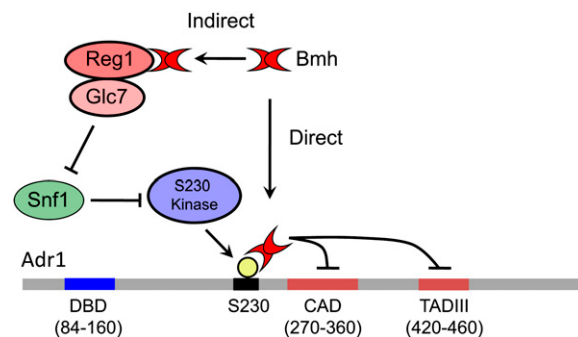 Indirect
Reg1
Bmh
Glc7
Direct
Snf1
S230
Kinase
Adr1
DBD
(84-160)
S230
CAD
(270-360)
TADIII
(420-460)